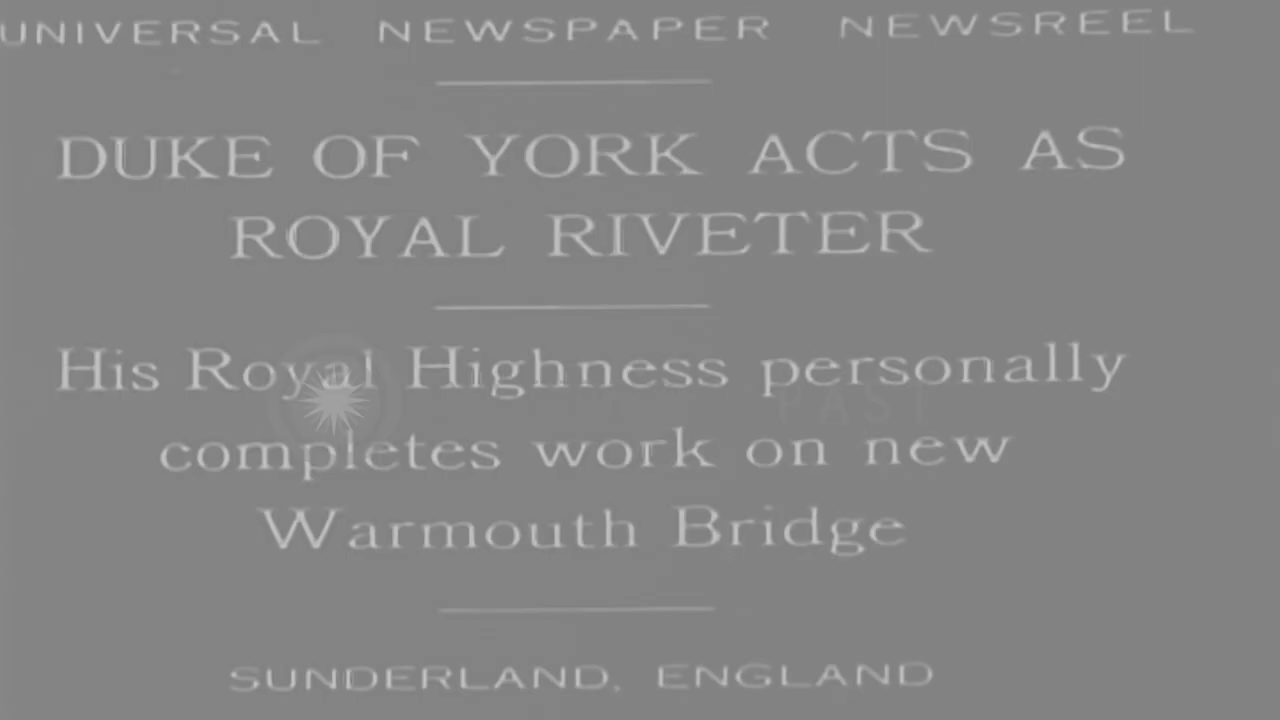 UNIVERSAL NEWSPAPER NEWSREEL
DUKE OF YORK ACTS AS
ROYAL RIVETER
His Royal Highness personally
completes work on new
Warmouth Bridge
PAST
SUNDERLAND, ENGLAND